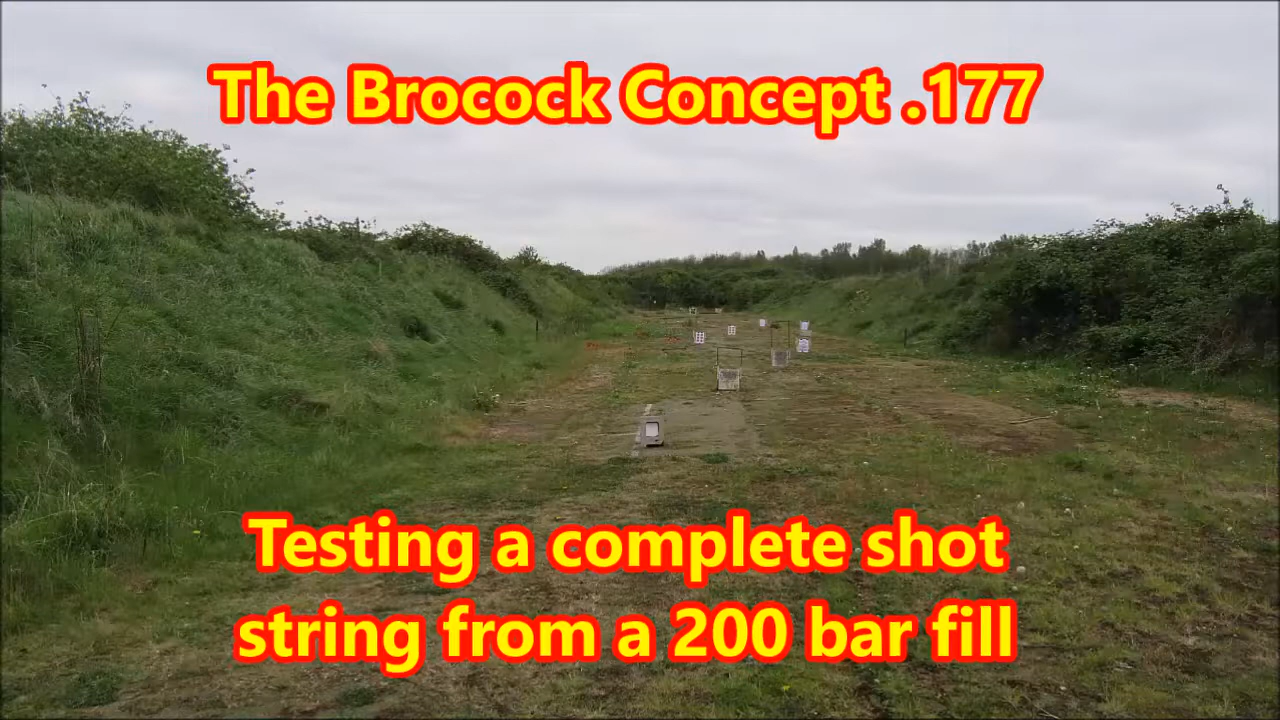 The Brocock Concept .177
Testing a complete shot
string from a 200 bar fill